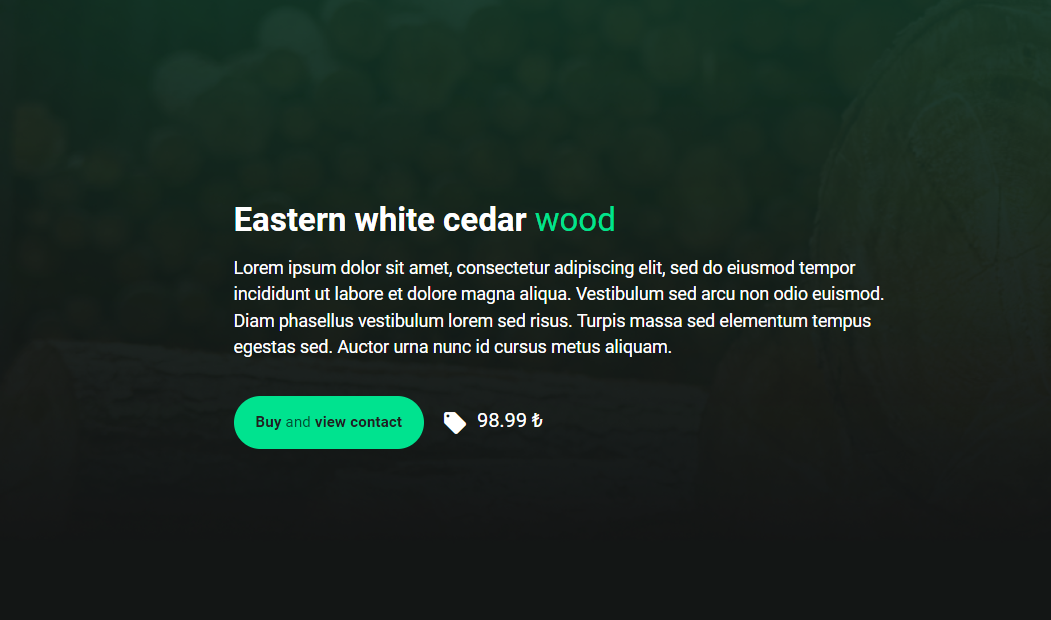 Eastern white cedar wood
Lorem ipsum dolor sit amet, consectetur adipiscing elit, sed do eiusmod tempor
incididunt ut labore et dolore magna aliqua. Vestibulum sed arcu non odio euismod.
Diam phasellus vestibulum lorem sed risus. Turpis massa sed elementum tempus
egestas sed. Auctor urna nunc id cursus metus aliquam.
Buy and view contact
98.99 ₺